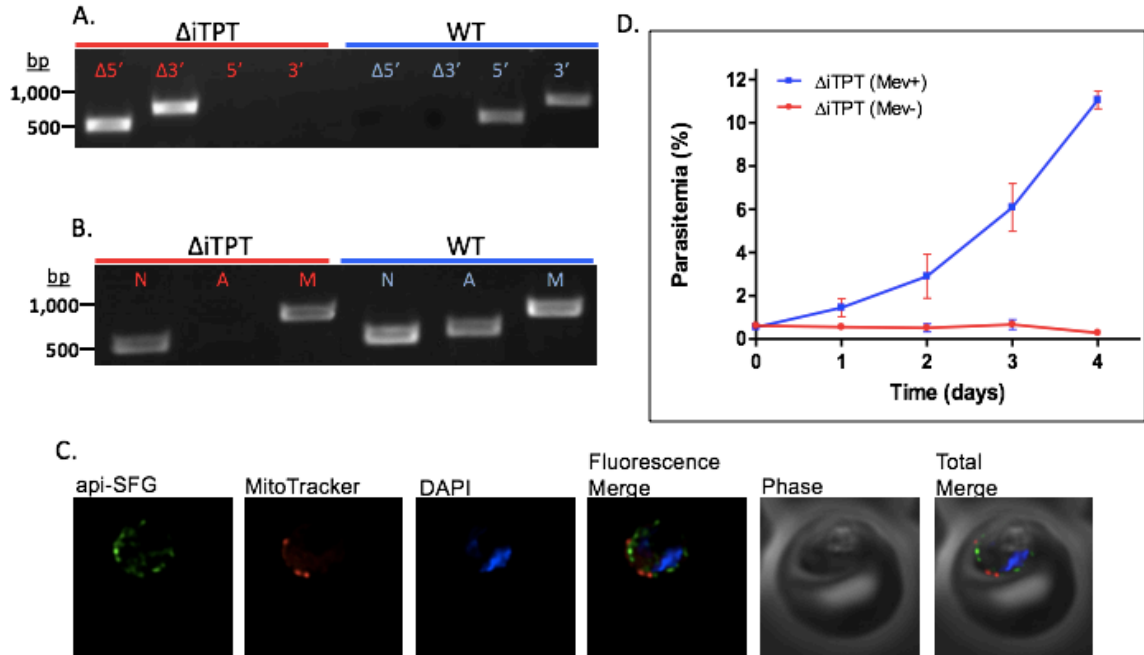 A.
ΔiTPT WT
bp
Δ5’ Δ3’ 5’ 3’ Δ5’ Δ3’ 5’ 3’
1,000
500
B.
ΔiTPT WT
bp
N A M N A M
1,000
500
C.
api-SFG MitoTracker DAPI Fluorescence Merge Phase Total Merge
D.
Parasitemia (%)
12
10
8
6
4
2
0
ΔiTPT (Mev+)
ΔiTPT (Mev-)
0 1 2 3 4
Time (days)